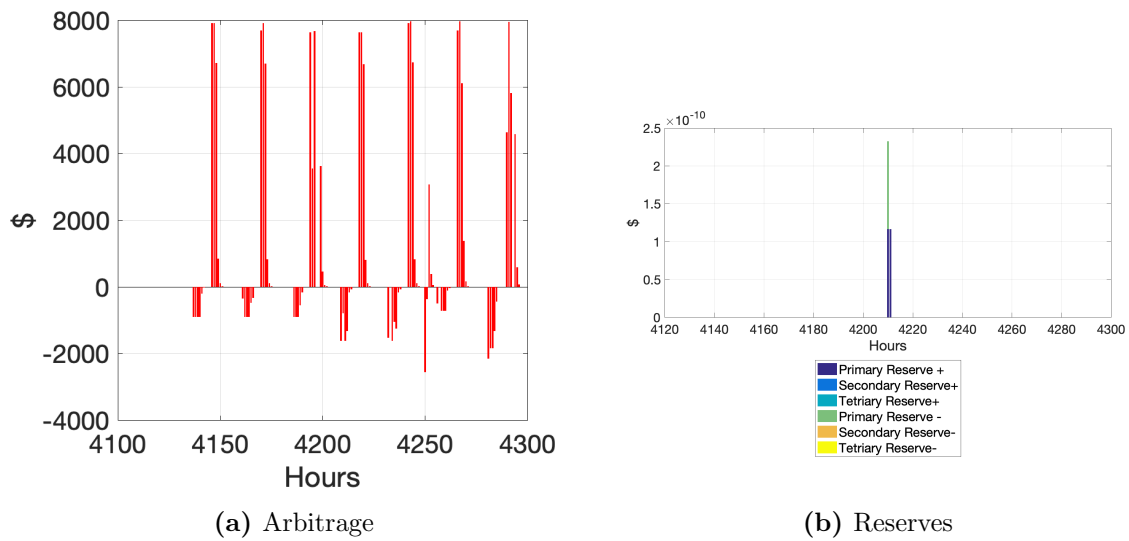 8000
6000
4000
2000
0
-2000
-4000
$
4100 4150 4200 4250 4300
Hours
(a) Arbitrage
×10⁻¹⁰
2.5
2
1.5
1
0.5
0
$
4120 4140 4160 4180 4200 4220 4240 4260 4280 4300
Hours
Primary Reserve +
Secondary Reserve+
Tetriary Reserve+
Primary Reserve -
Secondary Reserve-
Tetriary Reserve-
(b) Reserves